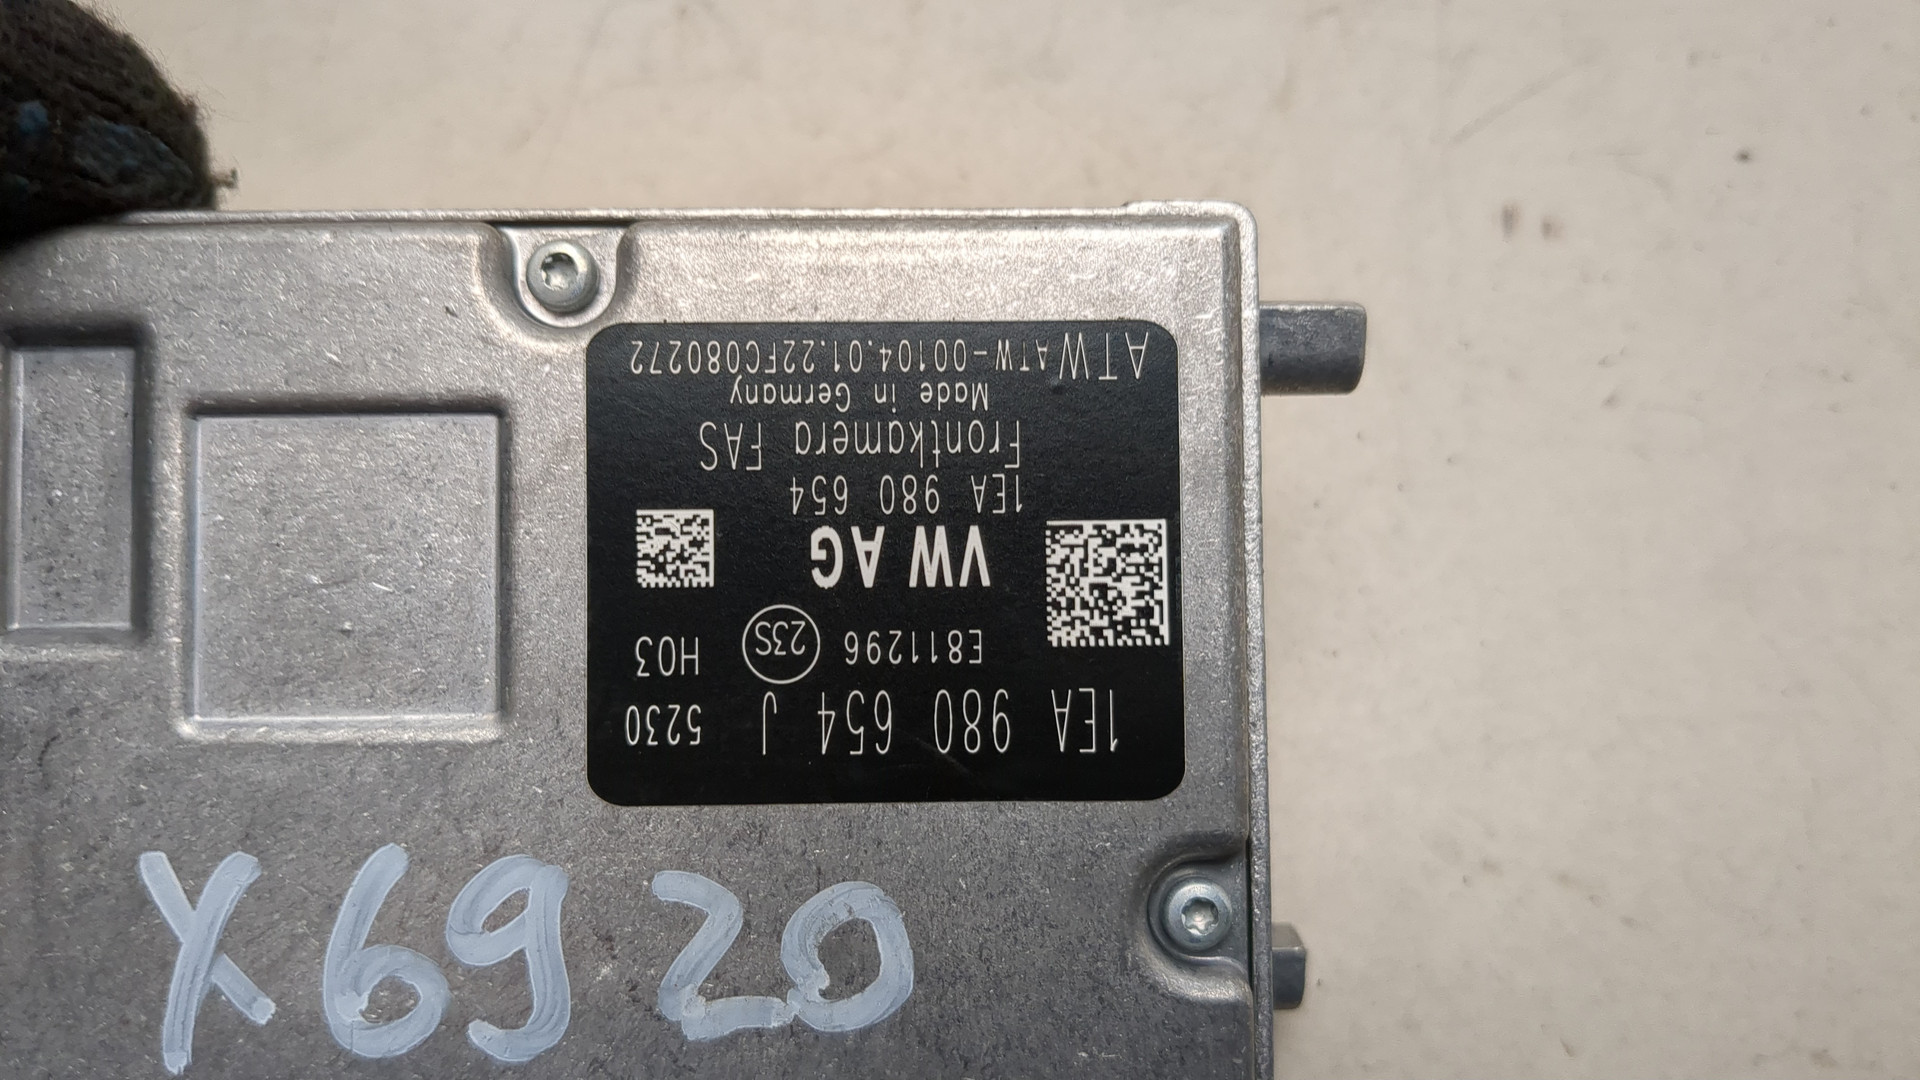 1EA 980 654 J 5230
E811296 23S H03
VW AG
1EA 980 654
Frontkamera FAS
Made in Germany
ATW ATW-00104.01.22FC080272
X6920